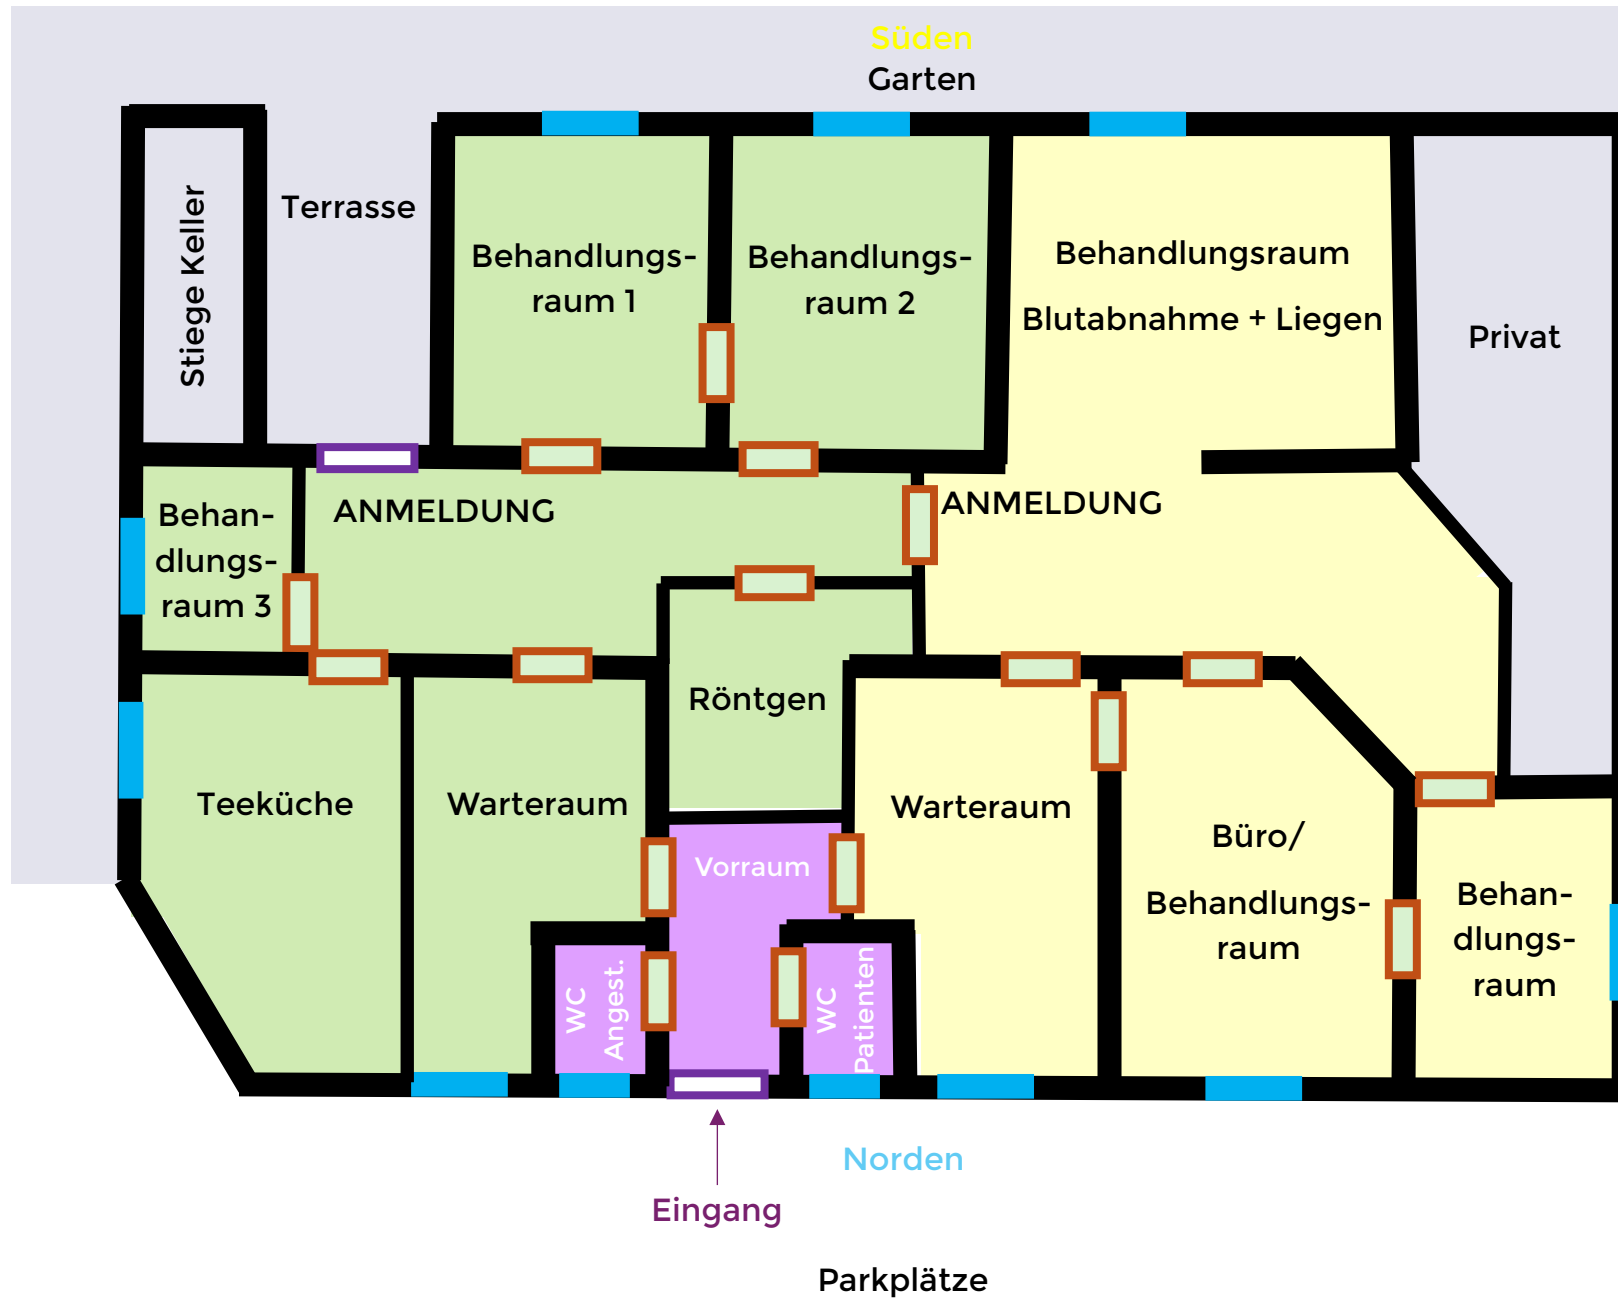 Süden
Garten
Stiege Keller
Terrasse
Behandlungs-
raum 1
Behandlungs-
raum 2
Behandlungsraum
Blutabnahme + Liegen
Privat
Behan-
dlungs-
raum 3
ANMELDUNG
ANMELDUNG
Röntgen
Teeküche
Warteraum
Vorraum
Warteraum
Büro/
Behandlungs-
raum
Behan-
dlungs-
raum
WC
Angest.
WC
Patienten
Norden
Eingang
Parkplätze